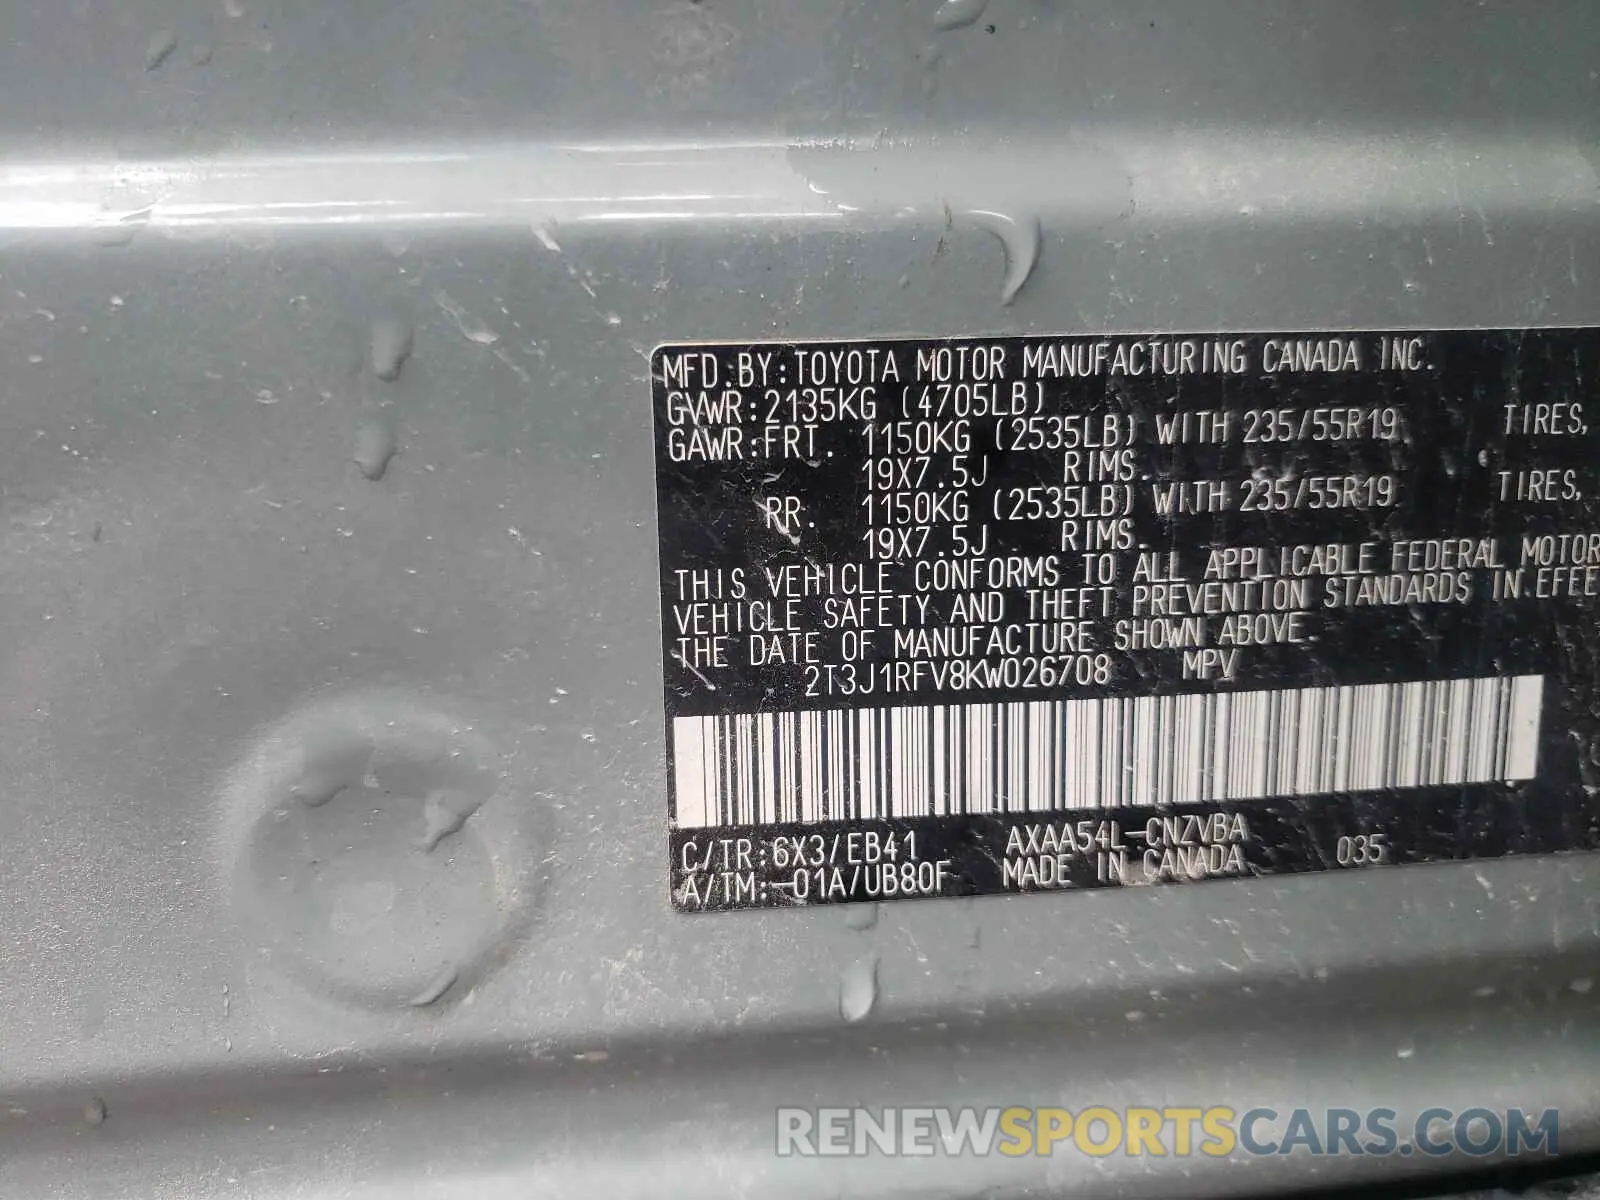 MFD.BY:TOYOTA MOTOR MANUFACTURING CANADA INC.
GVWR:2135KG (4705LB)
GAWR:FRT. 1150KG (2535LB) WITH 235/55R19 TIRES,
19X7.5J RIMS.
RR. 1150KG (2535LB) WITH 235/55R19 TIRES,
19X7.5J RIMS.
THIS VEHICLE CONFORMS TO ALL APPLICABLE FEDERAL MOTOR
VEHICLE SAFETY AND THEFT PREVENTION STANDARDS IN EFFE
THE DATE OF MANUFACTURE SHOWN ABOVE.
2T3J1RFV8KW026708 MPV
C/TR:6X3/EB41 AXAA54L-CNZVBA
A/TM:-01A/UB80F MADE IN CANADA 035
RENEWSPORTSCARS.COM